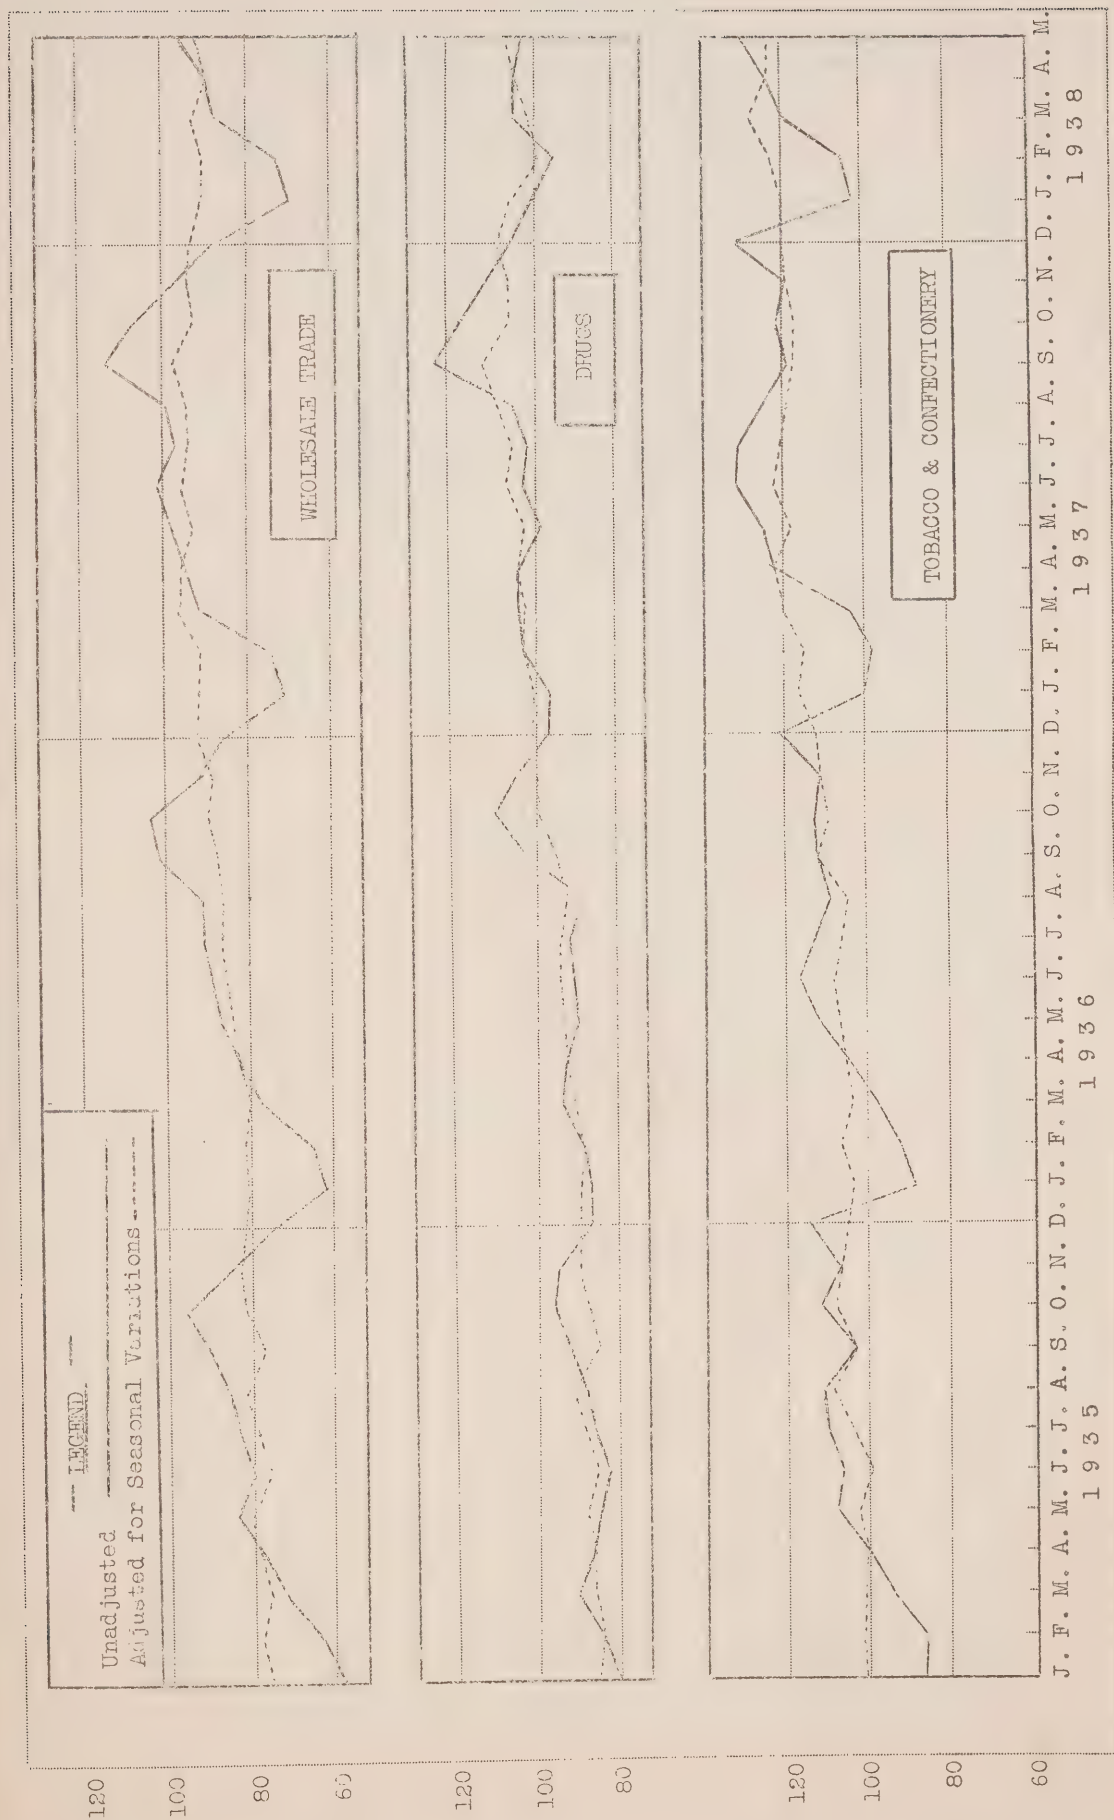 LEGEND
Unadjusted
Adjusted for Seasonal Variations
WHOLESALE TRADE
120
100
80
60
DRUGS
120
100
80
TOBACCO & CONFECTIONERY
120
100
80
60
J. F. M. A. M. J. J. A. S. O. N. D. J. F. M. A. M. J. J. A. S. O. N. D. J. F. M. A. M. J. J. A. S. O. N. D. J. F. M. A. M.
1935 1936 1937 1938